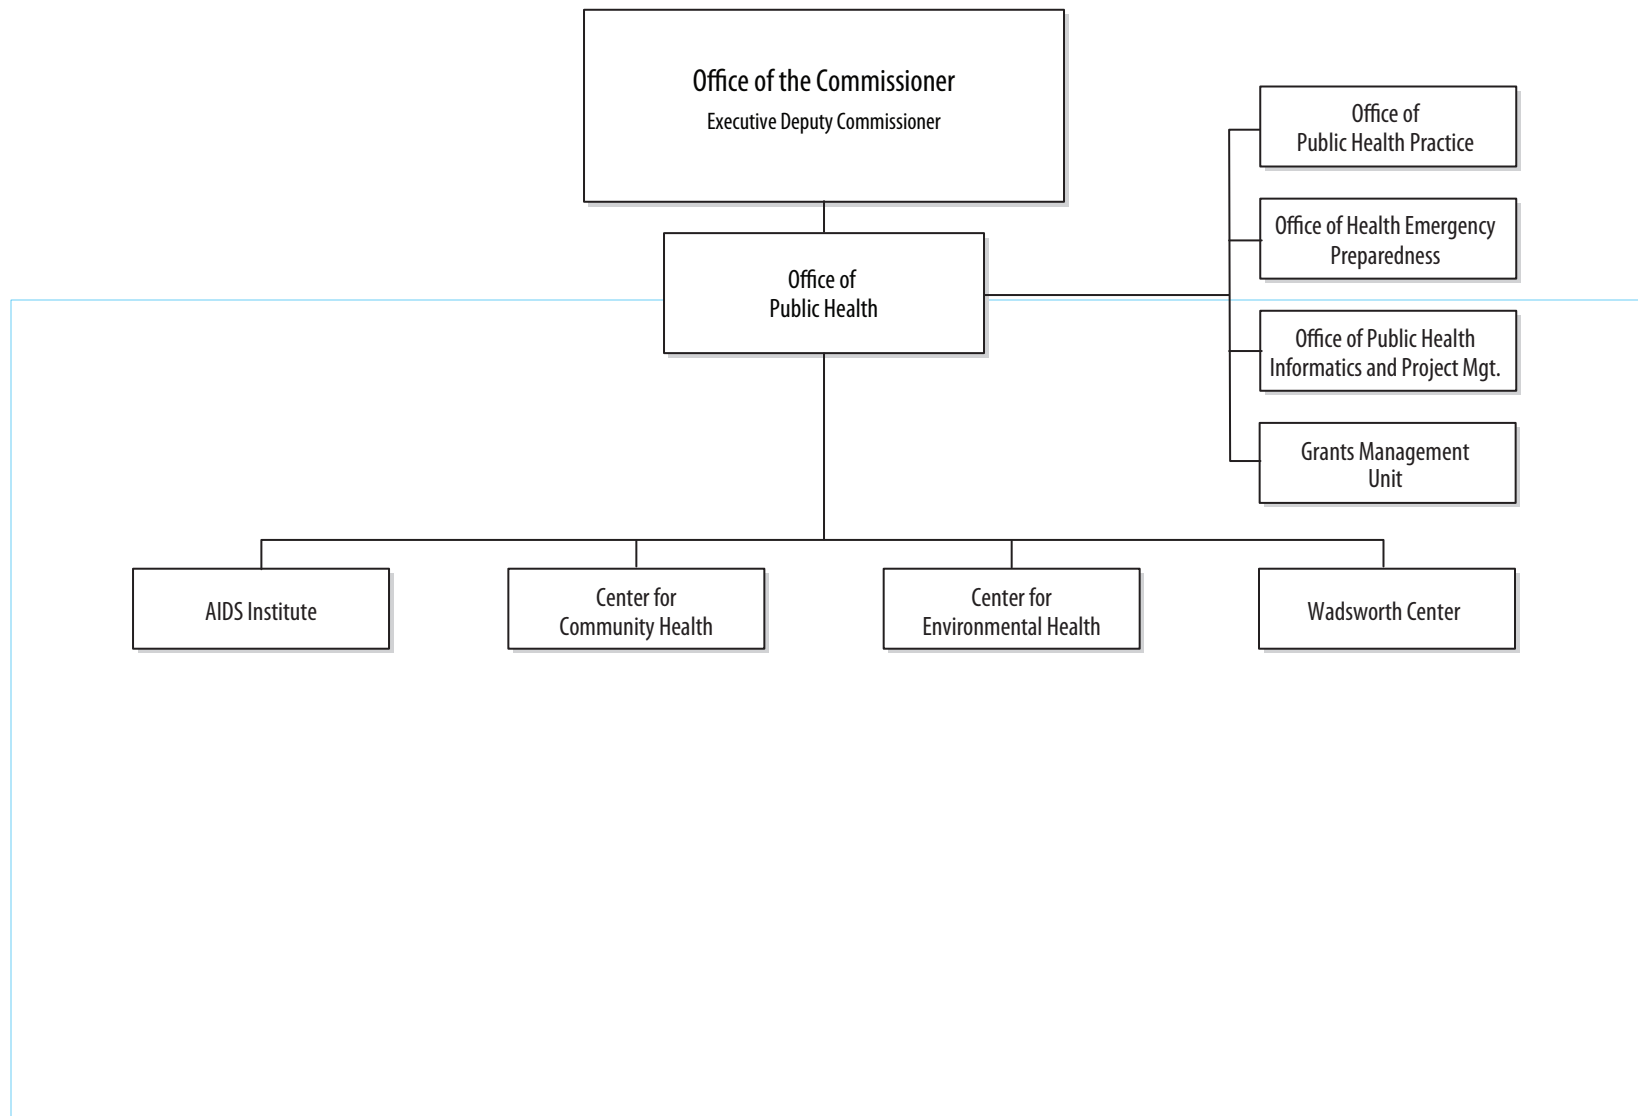 Office of the Commissioner
Executive Deputy Commissioner
Office of
Public Health
Office of
Public Health Practice
Office of Health Emergency
Preparedness
Office of Public Health
Informatics and Project Mgt.
Grants Management
Unit
AIDS Institute
Center for
Community Health
Center for
Environmental Health
Wadsworth Center